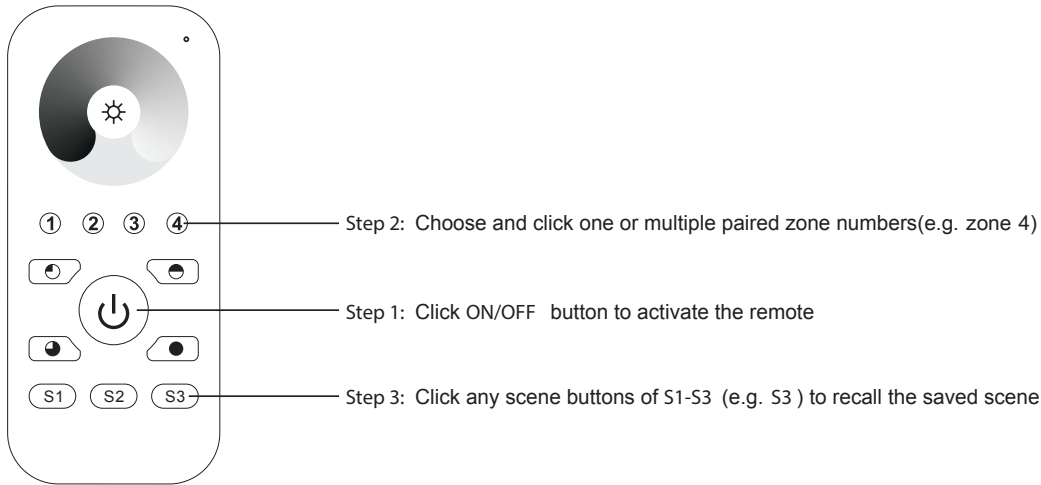 1 2 3 4
Step 2: Choose and click one or multiple paired zone numbers(e.g. zone 4)
Step 1: Click ON/OFF button to activate the remote
S1 S2 S3
Step 3: Click any scene buttons of S1-S3 (e.g. S3 ) to recall the saved scene